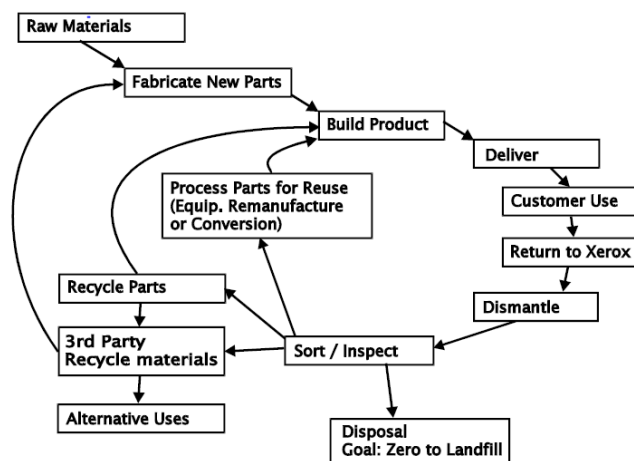 Raw Materials
Fabricate New Parts
Build Product
Deliver
Process Parts for Reuse
(Equip. Remanufacture
or Conversion)
Customer Use
Return to Xerox
Recycle Parts
Dismantle
3rd Party
Recycle materials
Sort / Inspect
Alternative Uses
Disposal
Goal: Zero to Landfill